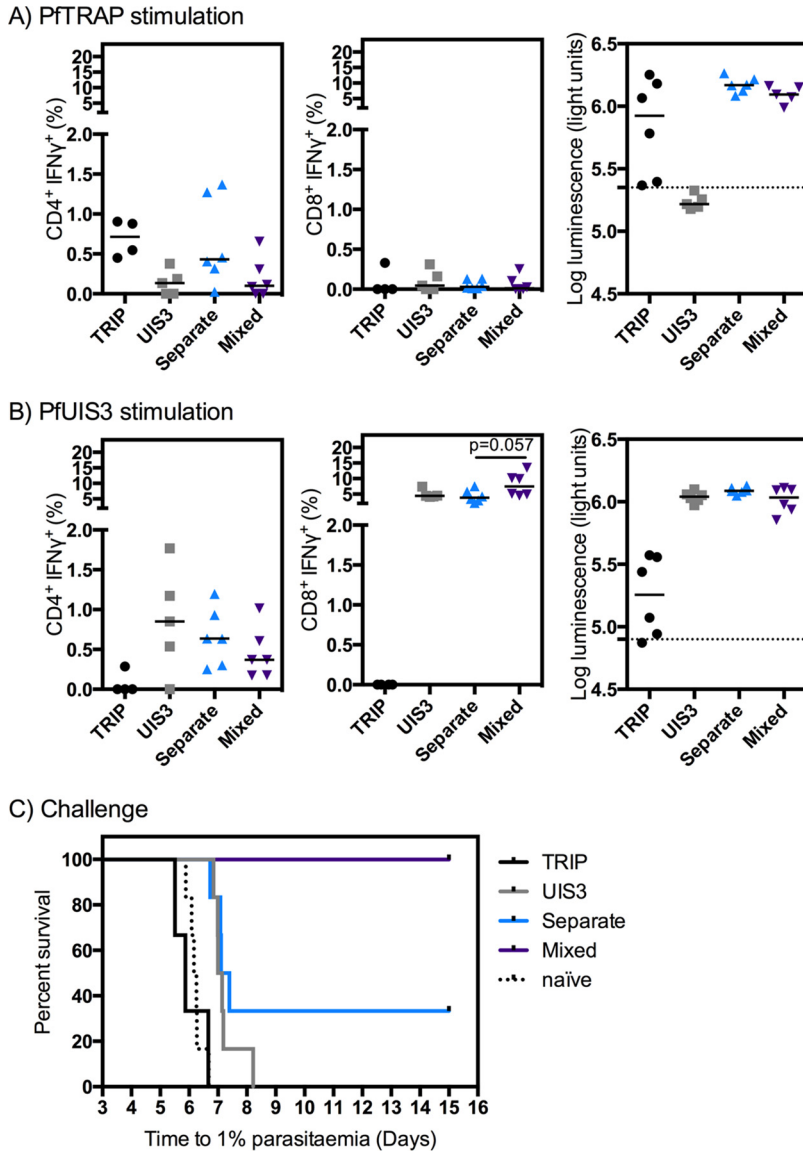 A) PfTRAP stimulation
CD4+ IFNγ+ (%)
20
15
10
5
2.0
1.5
1.0
0.5
0.0
TRIP
UIS3
Separate
Mixed
CD8+ IFNγ+ (%)
20
15
10
5
2.0
1.5
1.0
0.5
0.0
TRIP
UIS3
Separate
Mixed
Log luminescence (light units)
6.5
6.0
5.5
5.0
4.5
TRIP
UIS3
Separate
Mixed
B) PfUIS3 stimulation
CD4+ IFNγ+ (%)
20
15
10
5
2.0
1.5
1.0
0.5
0.0
TRIP
UIS3
Separate
Mixed
CD8+ IFNγ+ (%)
20
15
10
5
2.0
1.5
1.0
0.5
0.0
p=0.057
TRIP
UIS3
Separate
Mixed
Log luminescence (light units)
6.5
6.0
5.5
5.0
4.5
TRIP
UIS3
Separate
Mixed
C) Challenge
Percent survival
100
80
60
40
20
0
3 4 5 6 7 8 9 10 11 12 13 14 15 16
Time to 1% parasitaemia (Days)
TRIP
UIS3
Separate
Mixed
naïve